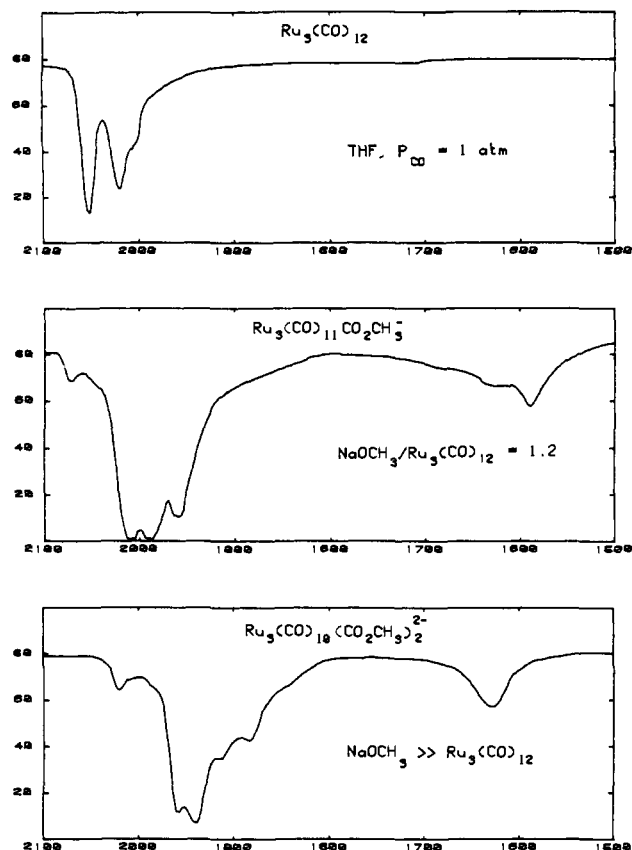 Ru₃(CO)₁₂
80
60
40
20
THF, P_CO = 1 atm
2100 2000 1900 1800 1700 1600 1500
Ru₃(CO)₁₁CO₂CH₃⁻
80
60
40
20
NaOCH₃/Ru₃(CO)₁₂ = 1.2
2100 2000 1900 1800 1700 1600 1500
Ru₃(CO)₁₀(CO₂CH₃)₂²⁻
80
60
40
20
NaOCH₃ >> Ru₃(CO)₁₂
2100 2000 1900 1800 1700 1600 1500